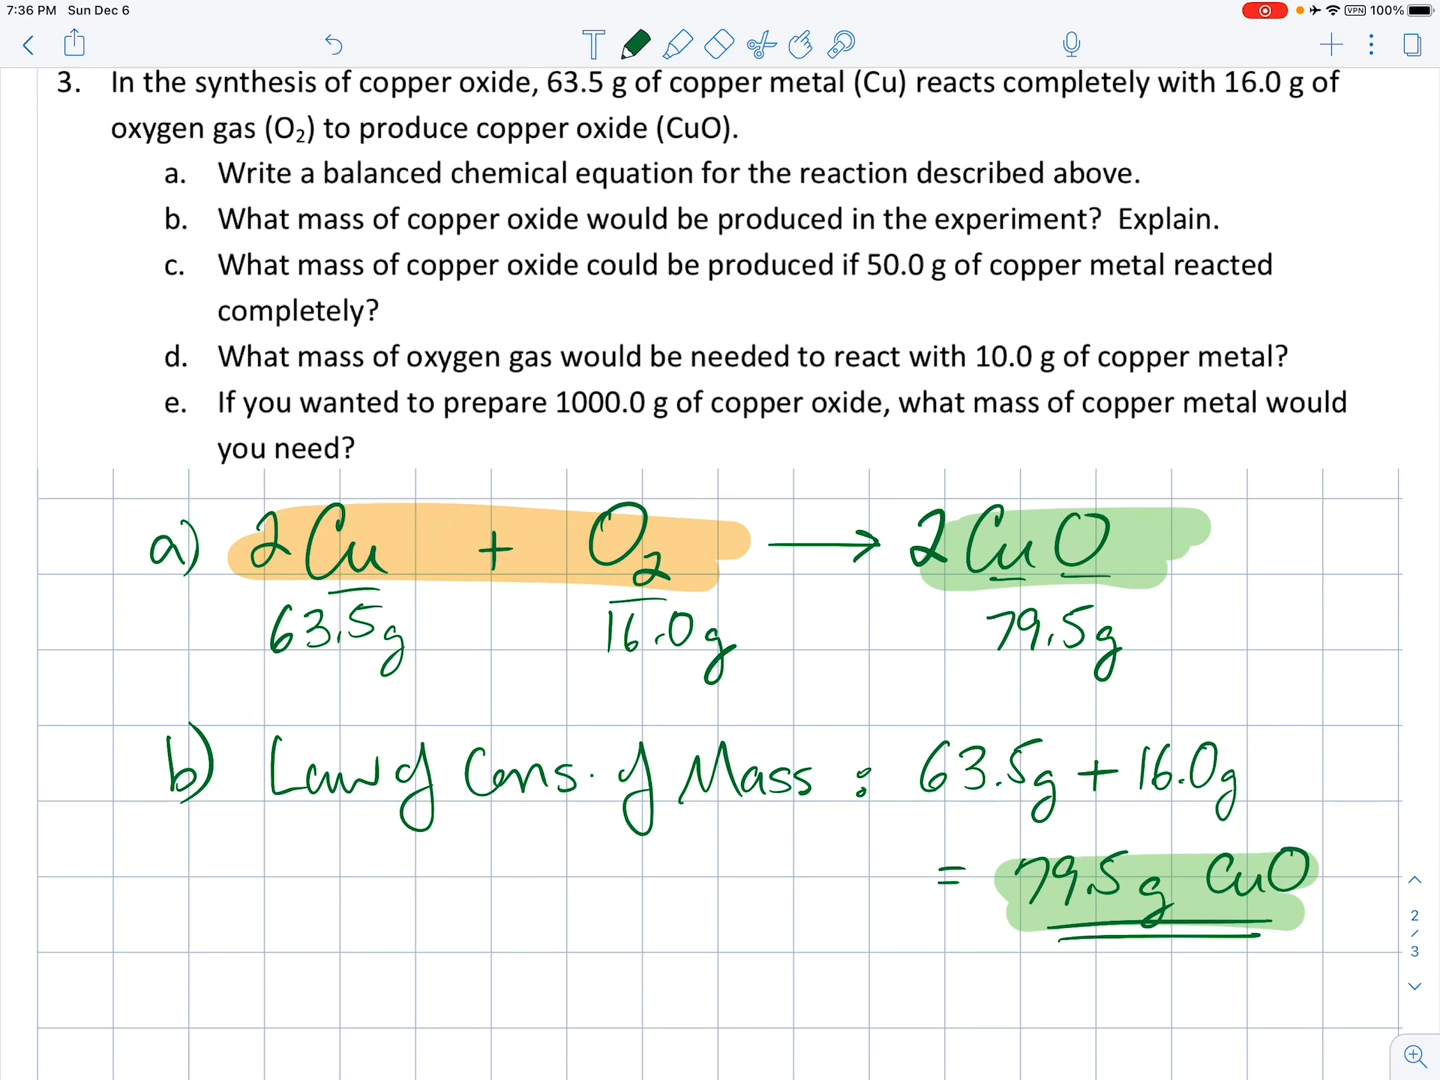 7:36 PM Sun Dec 6
VPN 100%
3. In the synthesis of copper oxide, 63.5 g of copper metal (Cu) reacts completely with 16.0 g of
oxygen gas (O₂) to produce copper oxide (CuO).
a. Write a balanced chemical equation for the reaction described above.
b. What mass of copper oxide would be produced in the experiment? Explain.
c. What mass of copper oxide could be produced if 50.0 g of copper metal reacted
completely?
d. What mass of oxygen gas would be needed to react with 10.0 g of copper metal?
e. If you wanted to prepare 1000.0 g of copper oxide, what mass of copper metal would
you need?
a) 2Cu + O₂ → 2CuO
63.5g 16.0g 79.5g
b) Law of Cons. of Mass : 63.5g + 16.0g
= 79.5g CuO
2
/
3